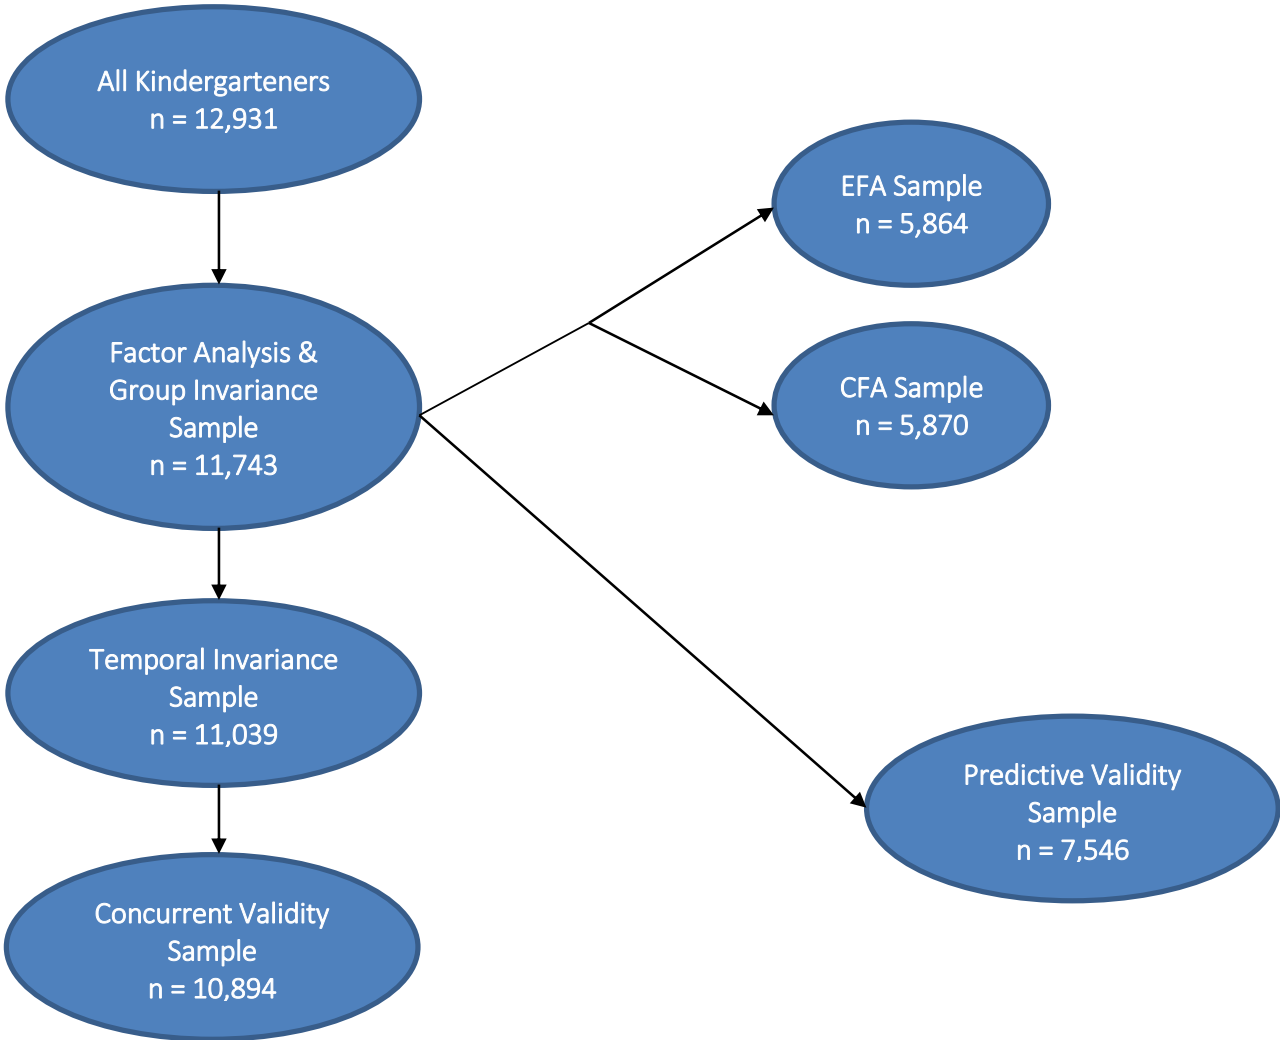 All Kindergarteners
n = 12,931
EFA Sample
n = 5,864
Factor Analysis &
Group Invariance
Sample
n = 11,743
CFA Sample
n = 5,870
Temporal Invariance
Sample
n = 11,039
Predictive Validity
Sample
n = 7,546
Concurrent Validity
Sample
n = 10,894